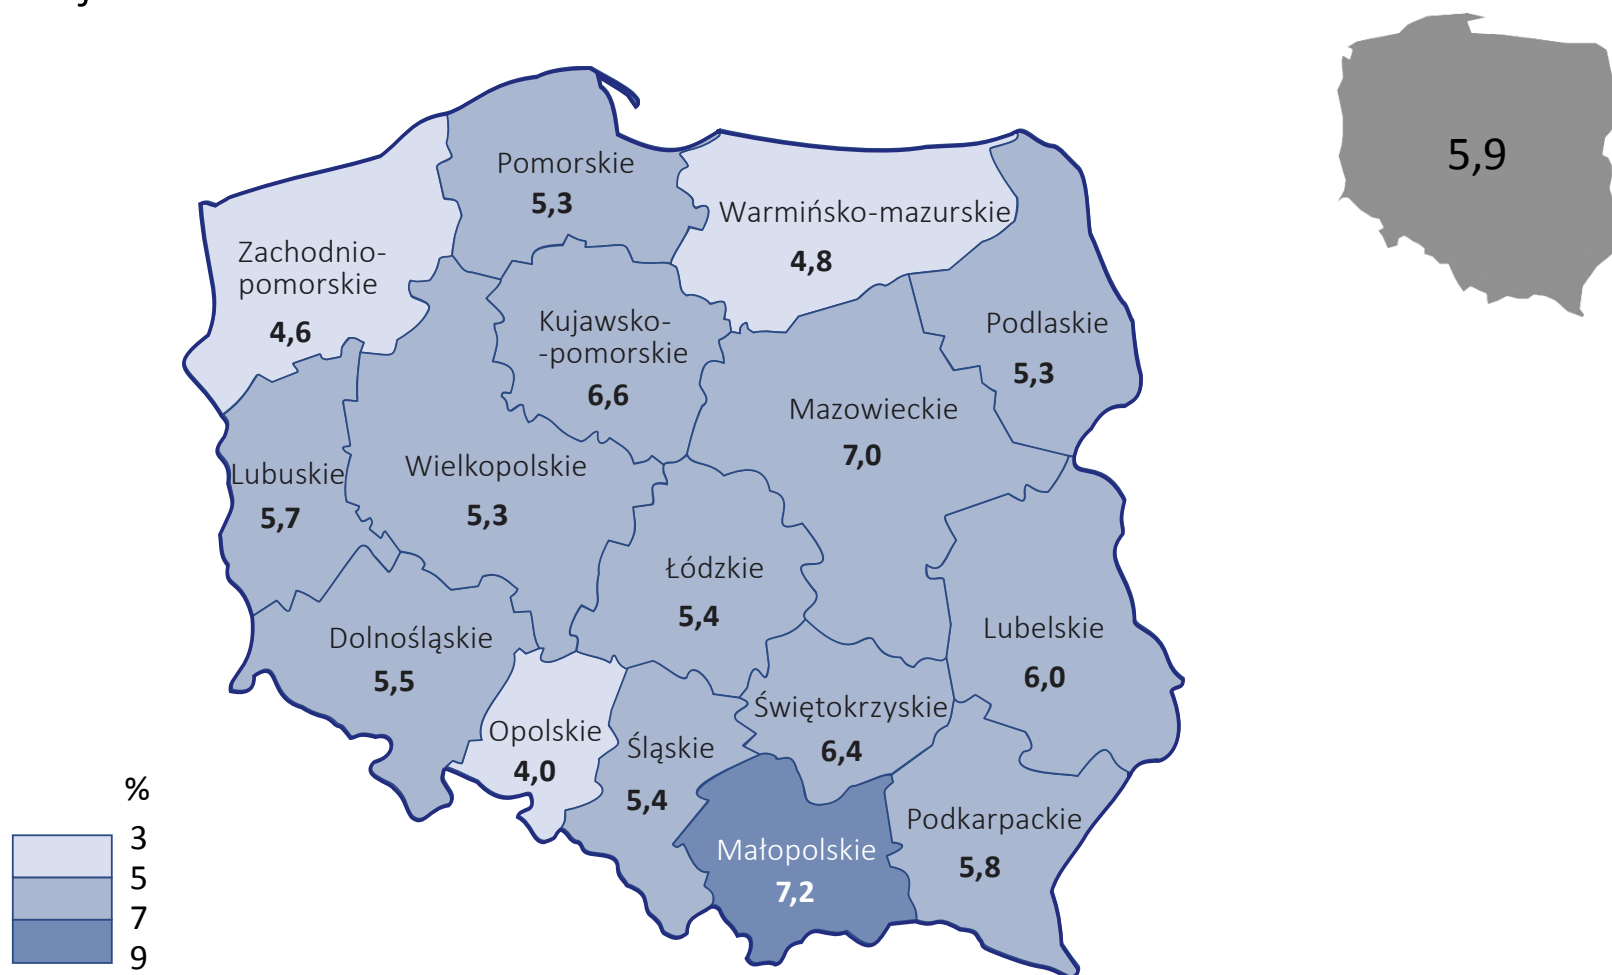 5,9
Pomorskie
5,3
Warmińsko-mazurskie
4,8
Zachodnio-
pomorskie
4,6
Kujawsko-
-pomorskie
6,6
Podlaskie
5,3
Mazowieckie
7,0
Lubuskie
5,7
Wielkopolskie
5,3
Łódzkie
5,4
Dolnośląskie
5,5
Lubelskie
6,0
Opolskie
4,0
Śląskie
5,4
Świętokrzyskie
6,4
Małopolskie
7,2
Podkarpackie
5,8
%
3
5
7
9